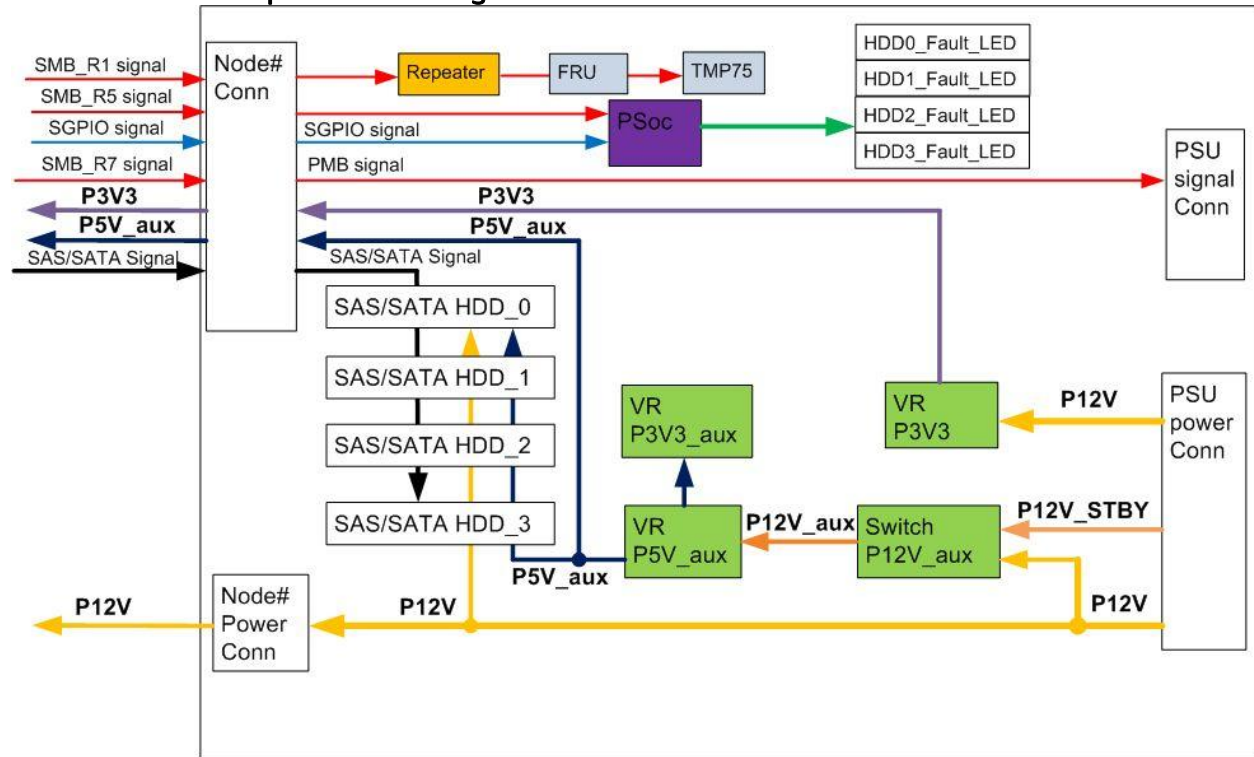 Node#
Conn
SMB_R1 signal
SMB_R5 signal
SGPIO signal
SMB_R7 signal
P3V3
P5V_aux
SAS/SATA Signal
Repeater
FRU
TMP75
SGPIO signal
PSoc
PMB signal
HDD0_Fault_LED
HDD1_Fault_LED
HDD2_Fault_LED
HDD3_Fault_LED
PSU
signal
Conn
P3V3
P5V_aux
SAS/SATA Signal
SAS/SATA HDD_0
SAS/SATA HDD_1
SAS/SATA HDD_2
SAS/SATA HDD_3
VR
P3V3_aux
VR
P3V3
P12V
PSU
power
Conn
VR
P5V_aux
P12V_aux
Switch
P12V_aux
P12V_STBY
P5V_aux
P12V
Node#
Power
Conn
P12V
P12V